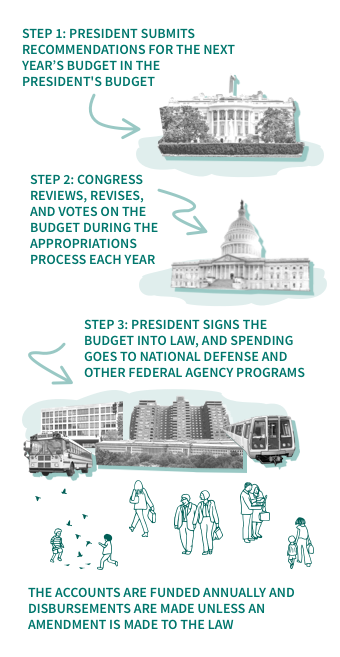 STEP 1: PRESIDENT SUBMITS
RECOMMENDATIONS FOR THE NEXT
YEAR'S BUDGET IN THE
PRESIDENT'S BUDGET
STEP 2: CONGRESS
REVIEWS, REVISES,
AND VOTES ON THE
BUDGET DURING THE
APPROPRIATIONS
PROCESS EACH YEAR
STEP 3: PRESIDENT SIGNS THE
BUDGET INTO LAW, AND SPENDING
GOES TO NATIONAL DEFENSE AND
OTHER FEDERAL AGENCY PROGRAMS
THE ACCOUNTS ARE FUNDED ANNUALLY AND
DISBURSEMENTS ARE MADE UNLESS AN
AMENDMENT IS MADE TO THE LAW